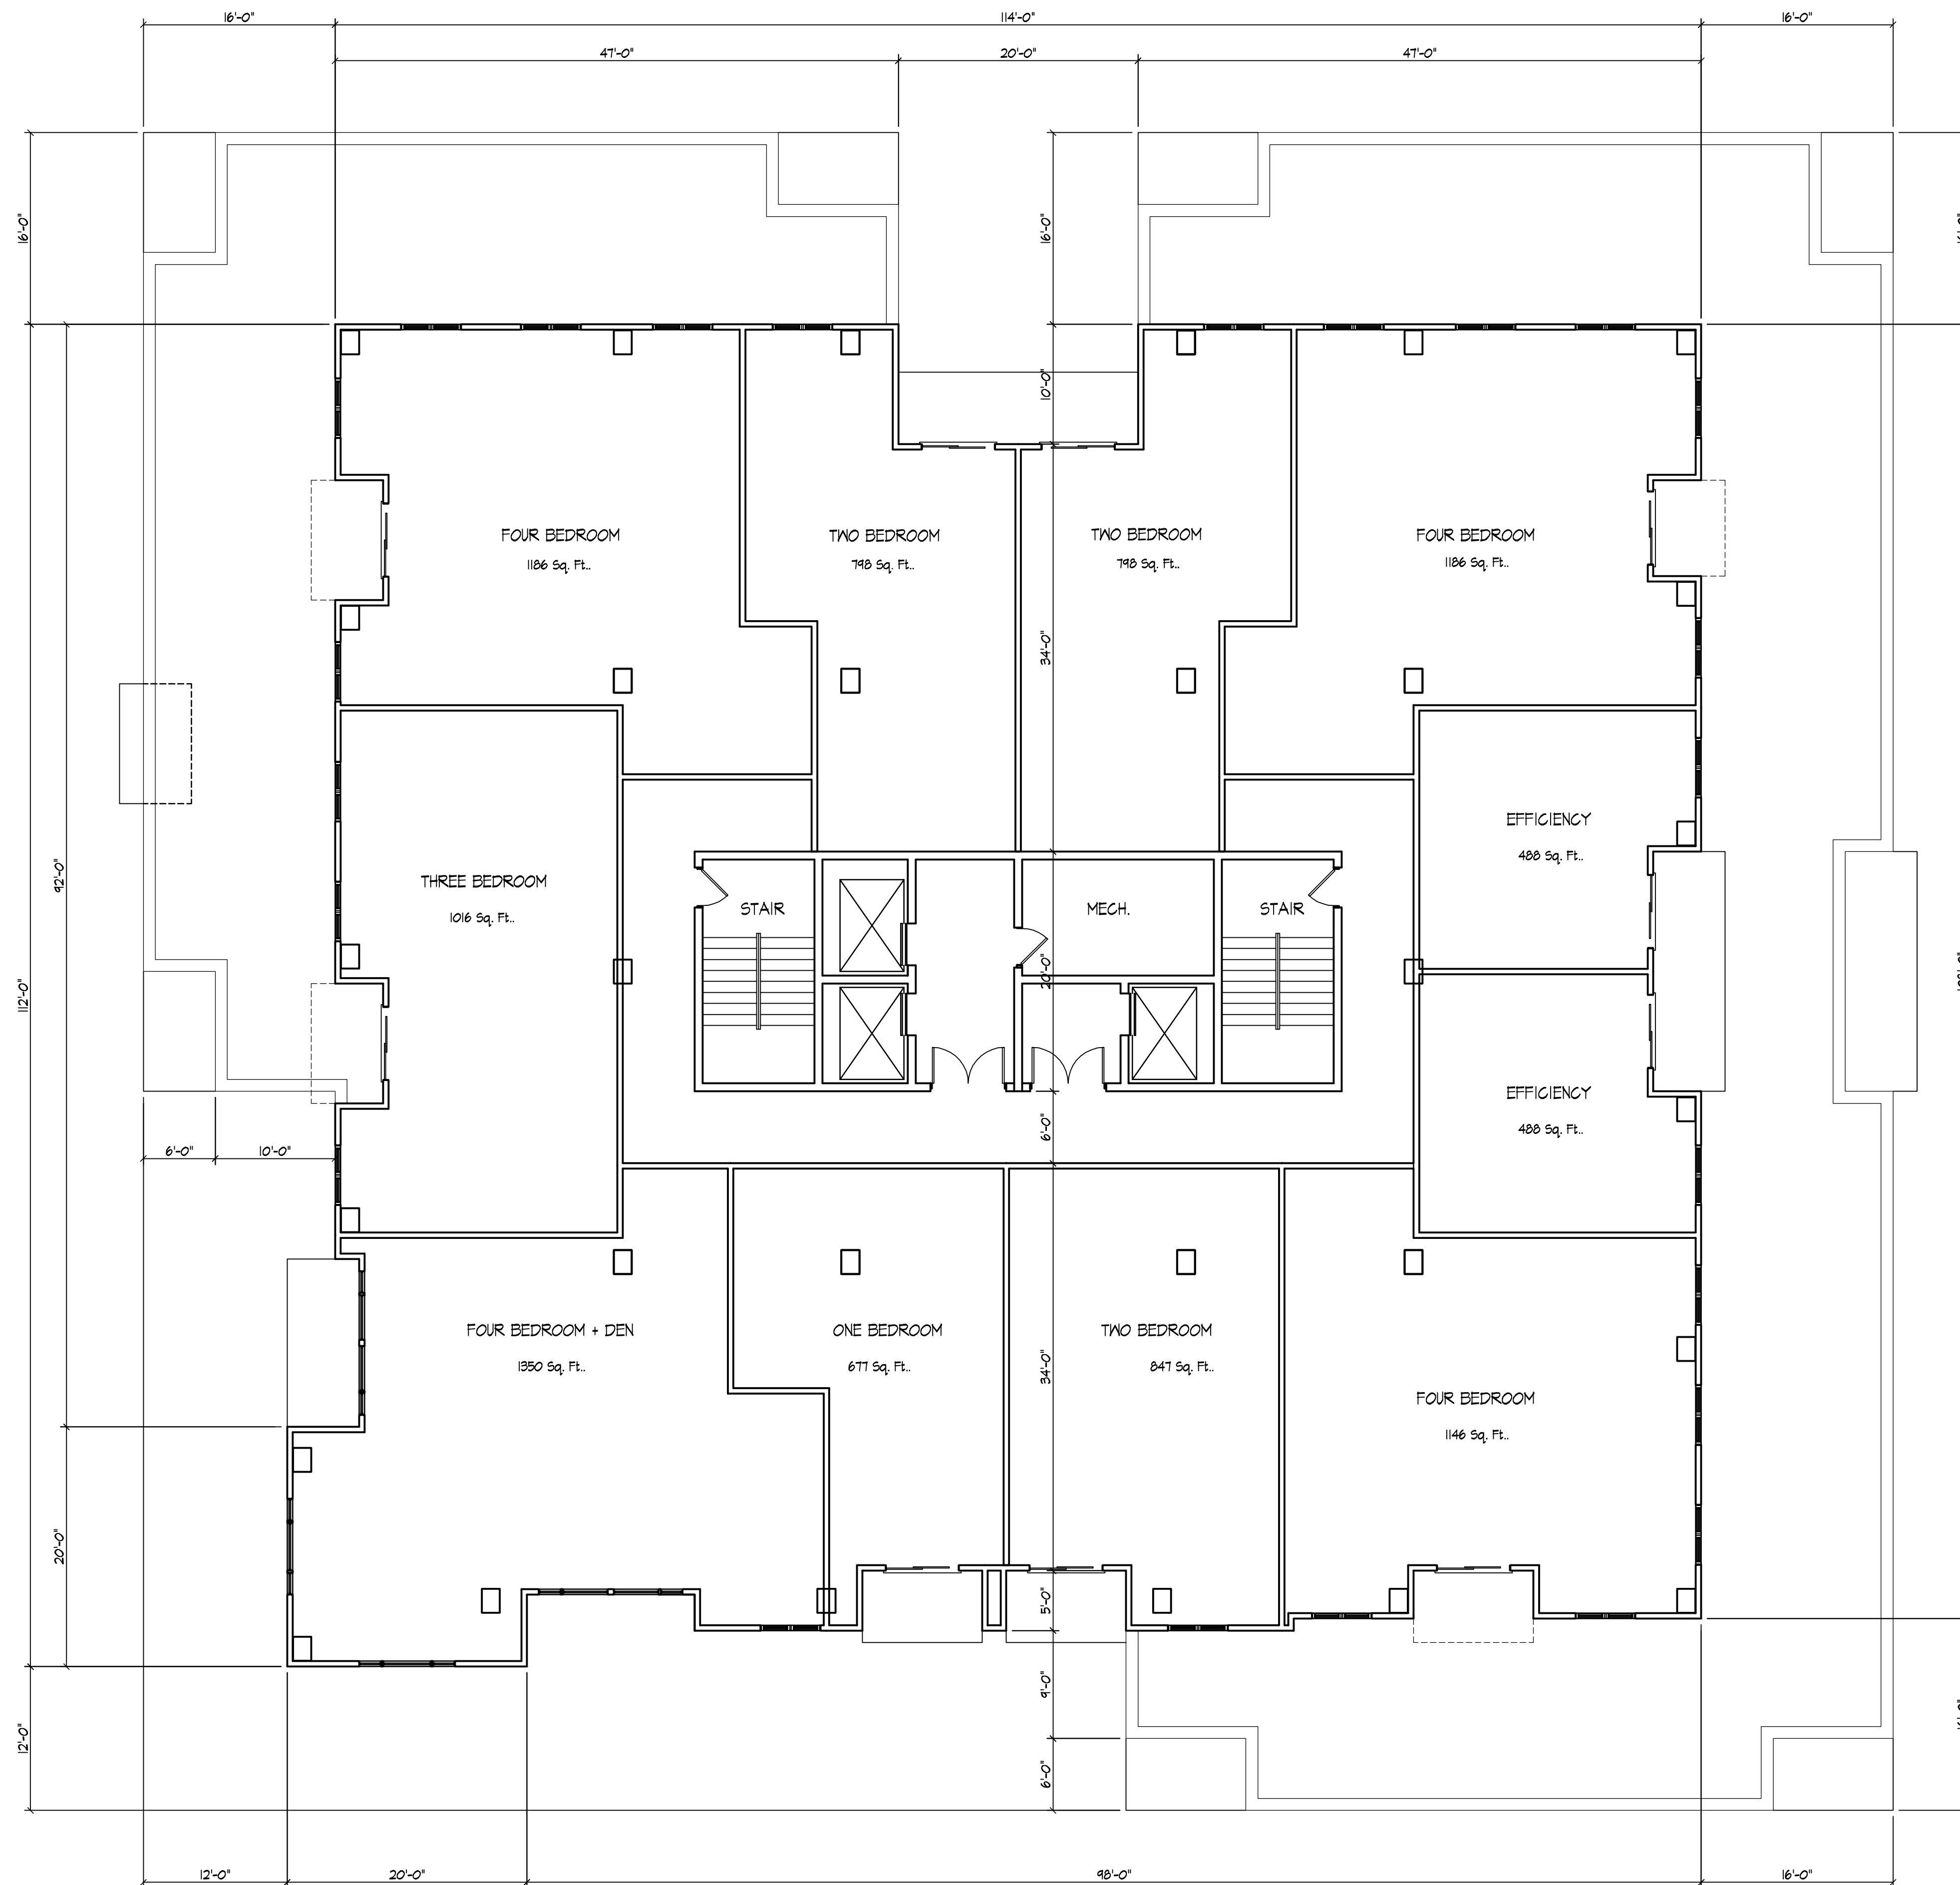 16'-0"
114'-0"
16'-0"
47'-0"
20'-0"
47'-0"
16'-0"
16'-0"
10'-0"
FOUR BEDROOM
1186 Sq. Ft..
TWO BEDROOM
798 Sq. Ft..
TWO BEDROOM
798 Sq. Ft..
FOUR BEDROOM
1186 Sq. Ft..
34'-0"
EFFICIENCY
488 Sq. Ft..
92'-0"
THREE BEDROOM
1016 Sq. Ft..
STAIR
MECH.
STAIR
112'-0"
20'-0"
EFFICIENCY
488 Sq. Ft..
6'-0"
6'-0"
10'-0"
FOUR BEDROOM + DEN
1350 Sq. Ft..
ONE BEDROOM
677 Sq. Ft..
TWO BEDROOM
847 Sq. Ft..
34'-0"
FOUR BEDROOM
1146 Sq. Ft..
20'-0"
5'-0"
9'-0"
12'-0"
6'-0"
12'-0"
20'-0"
98'-0"
16'-0"